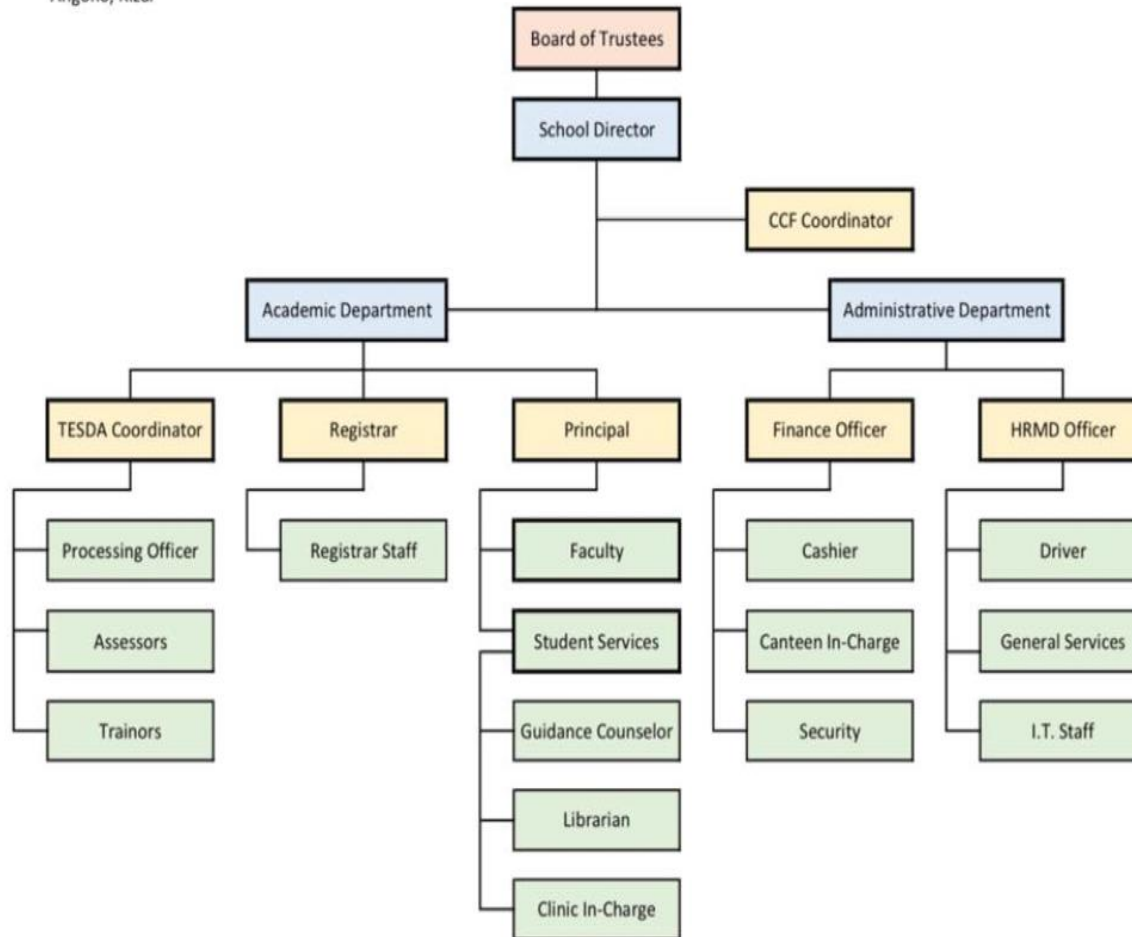 Board of Trustees
School Director
CCF Coordinator
Academic Department
Administrative Department
TESDA Coordinator
Registrar
Principal
Finance Officer
HRMD Officer
Processing Officer
Registrar Staff
Faculty
Cashier
Driver
Assessors
Student Services
Canteen In-Charge
General Services
Trainors
Guidance Counselor
Security
I.T. Staff
Librarian
Clinic In-Charge